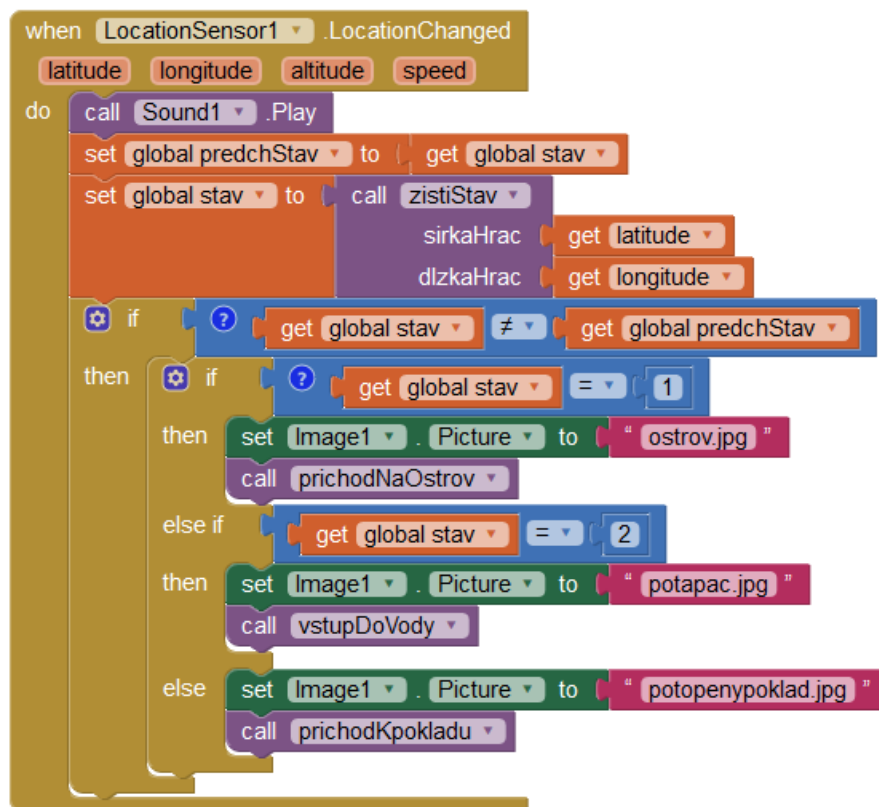 when LocationSensor1 .LocationChanged
latitude longitude altitude speed
do call Sound1 .Play
set global predchStav to get global stav
set global stav to call zistiStav
sirkaHrac get latitude
dlzkaHrac get longitude
if ? get global stav ≠ get global predchStav
then if ? get global stav = 1
then set Image1 . Picture to " ostrov.jpg "
call prichodNaOstrov
else if get global stav = 2
then set Image1 . Picture to " potapac.jpg "
call vstupDoVody
else set Image1 . Picture to " potopenypoklad.jpg "
call prichodKpokladu